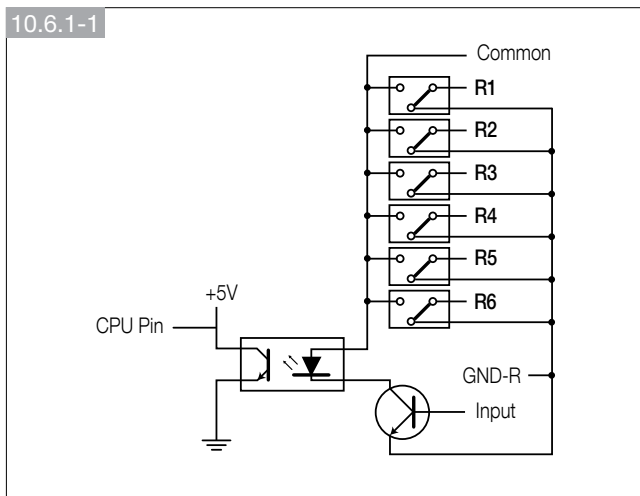 10.6.1-1
Common
R1
R2
R3
R4
R5
R6
+5V
CPU Pin
GND-R
Input